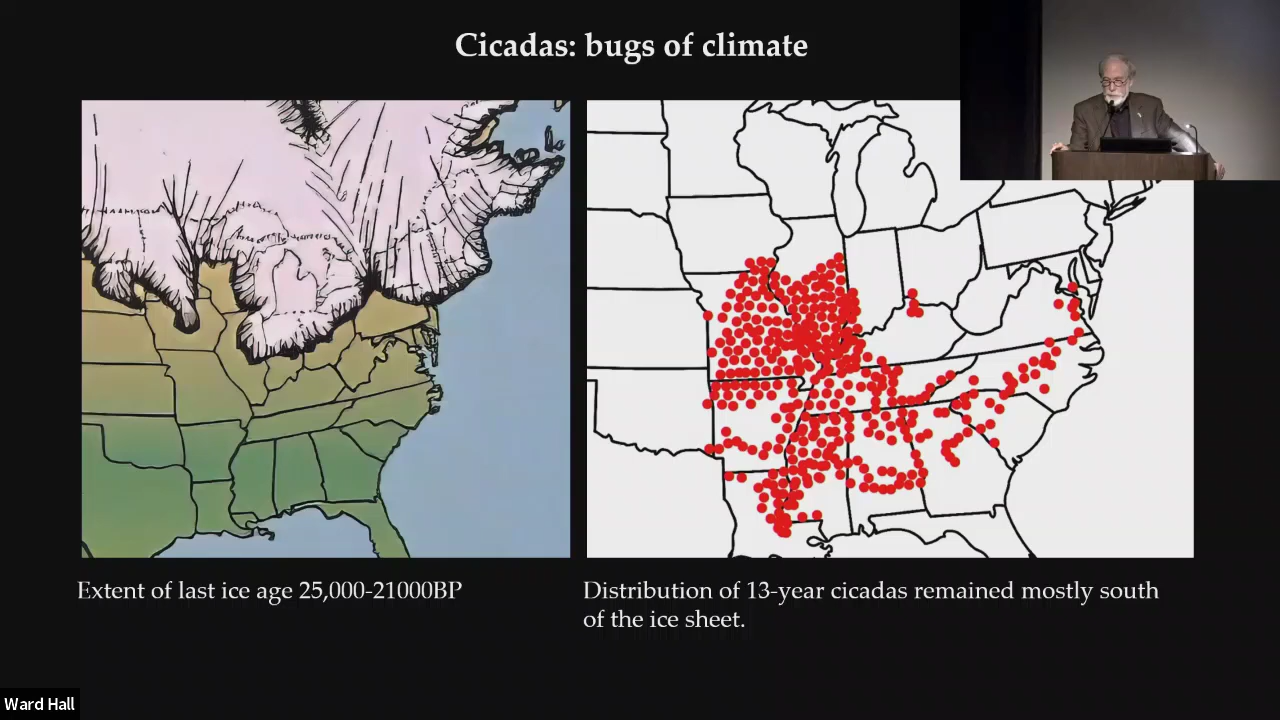 Cicadas: bugs of climate
Extent of last ice age 25,000-21000BP
Distribution of 13-year cicadas remained mostly south
of the ice sheet.
Ward Hall